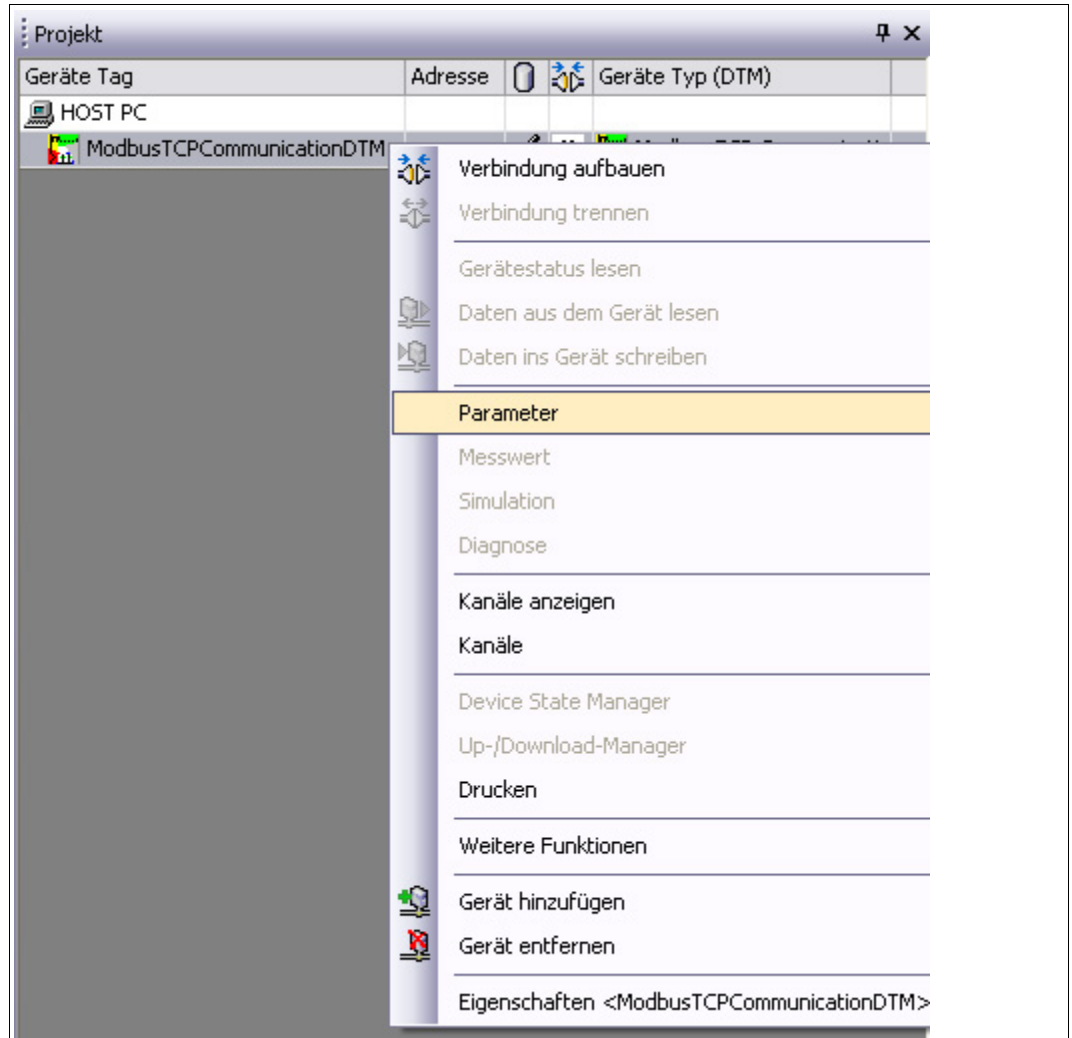 Projekt
Geräte Tag Adresse Geräte Typ (DTM)
HOST PC
ModbusTCPCommunicationDTM
Verbindung aufbauen
Verbindung trennen
Gerätestatus lesen
Daten aus dem Gerät lesen
Daten ins Gerät schreiben
Parameter
Messwert
Simulation
Diagnose
Kanäle anzeigen
Kanäle
Device State Manager
Up-/Download-Manager
Drucken
Weitere Funktionen
Gerät hinzufügen
Gerät entfernen
Eigenschaften <ModbusTCPCommunicationDTM>